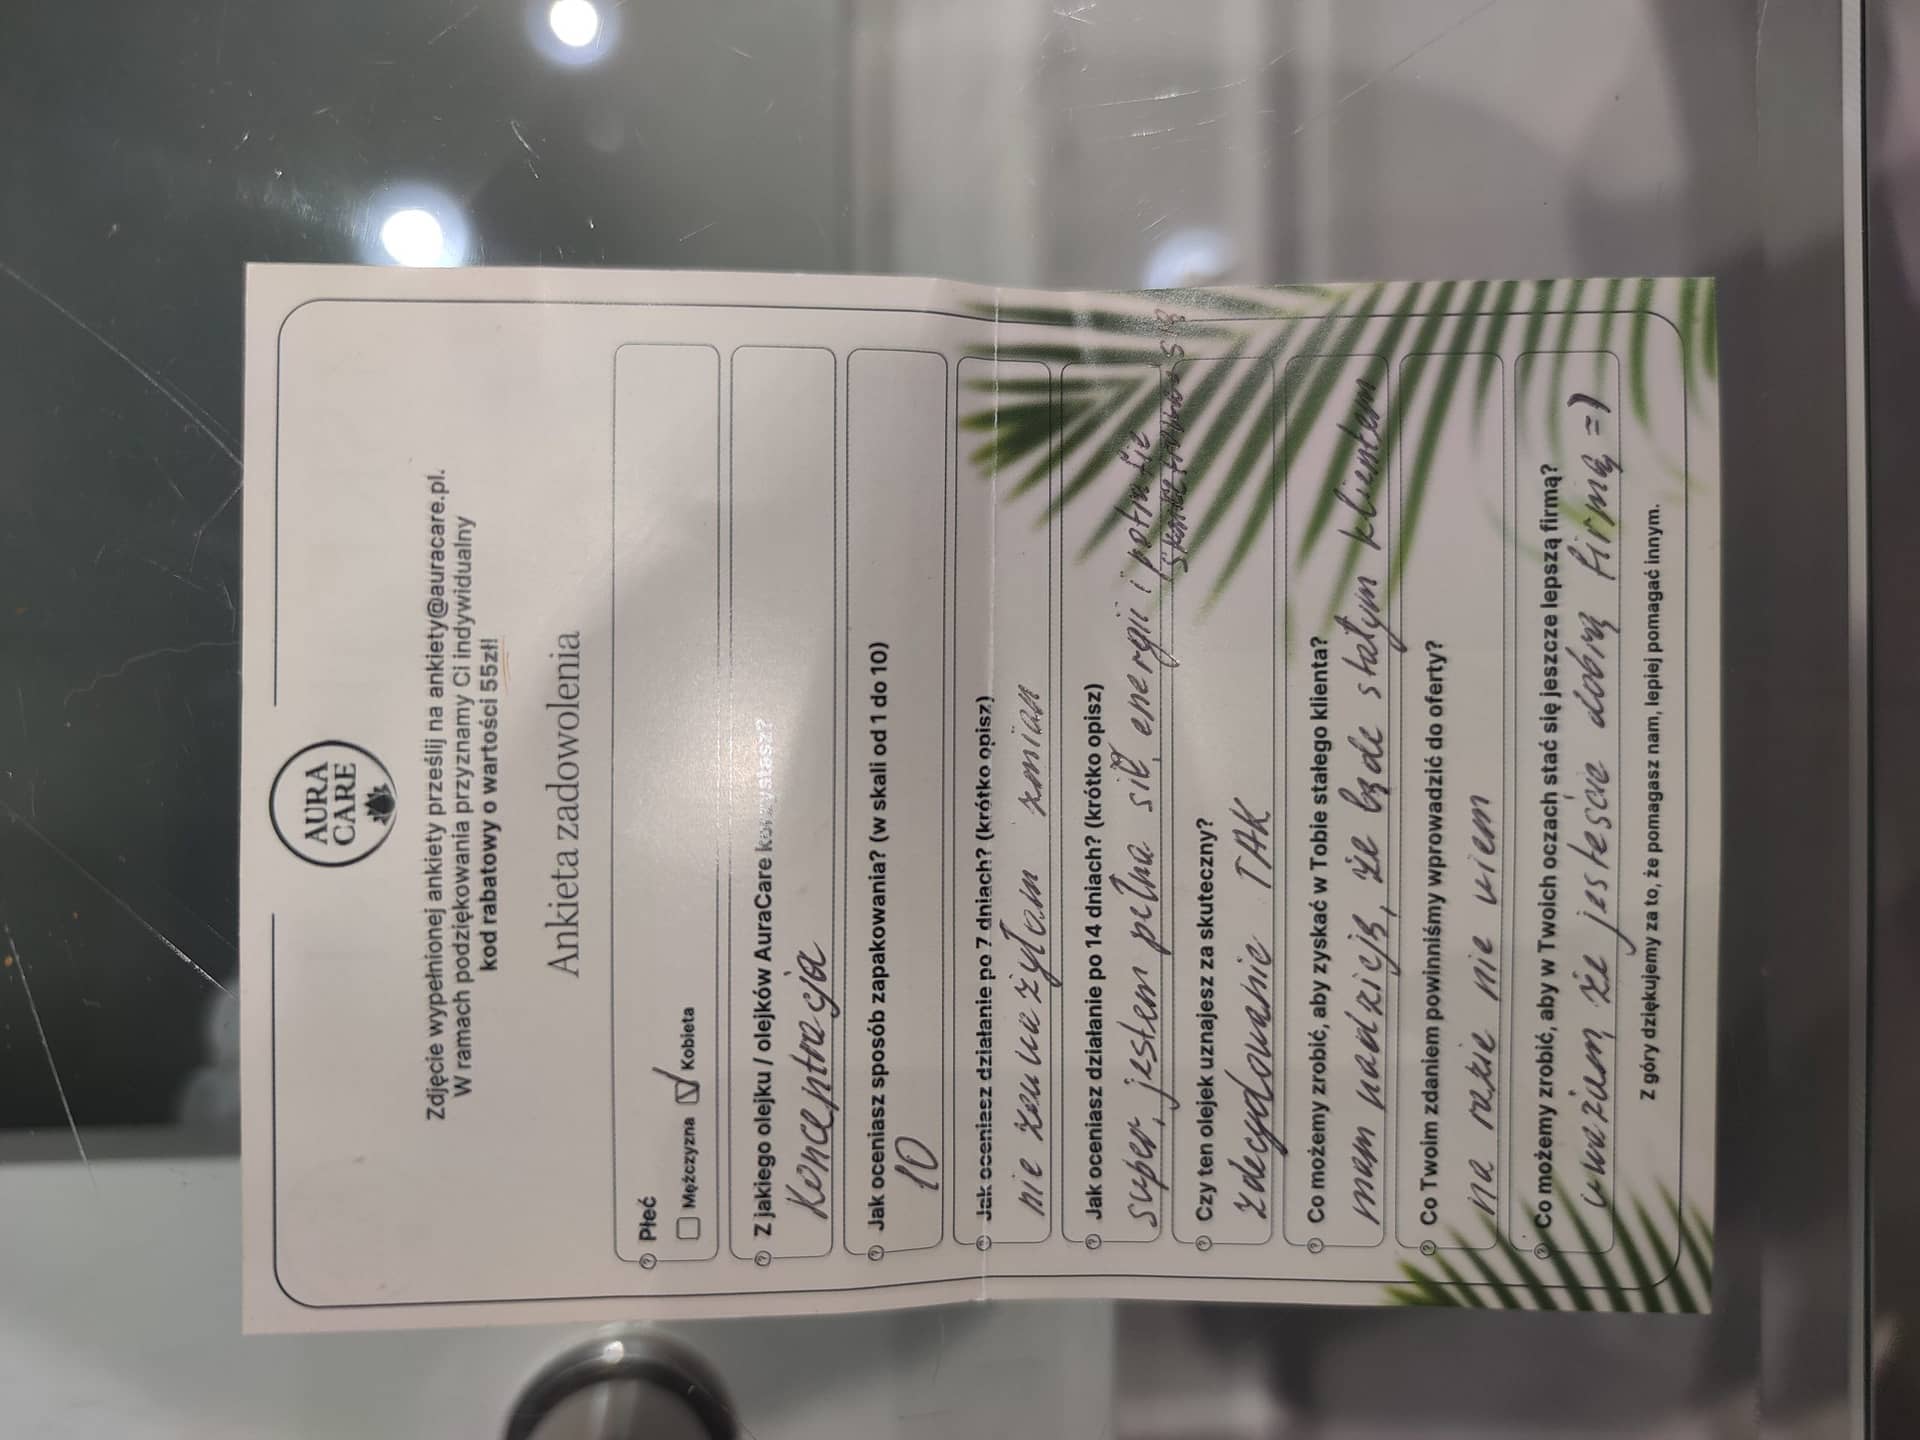 AURA
CARE
Zdjęcie wypełnionej ankiety prześlij na ankiety@auracare.pl.
W ramach podziękowania przyznamy Ci indywidualny
kod rabatowy o wartości 55zł!
Ankieta zadowolenia
Płeć
Mężczyzna Kobieta
Z jakiego olejku / olejków AuraCare korzystasz?
Koncentracja
Jak oceniasz sposób zapakowania? (w skali od 1 do 10)
10
Jak oceniasz działanie po 7 dniach? (krótko opisz)
nie zauważyłam zmian
Jak oceniasz działanie po 14 dniach? (krótko opisz)
super, jestem pełna sił, energii i potrafię
się
Czy ten olejek uznajesz za skuteczny?
zdecydowanie TAK
Co możemy zrobić, aby zyskać w Tobie stałego klienta?
mam nadzieję, że będe stałym klientem
Co Twoim zdaniem powinniśmy wprowadzić do oferty?
na razie nie wiem
Co możemy zrobić, aby w Twoich oczach stać się jeszcze lepszą firmą?
uważam że jesteście dobrą firmą =)
Z góry dziękujemy za to, że pomagasz nam, lepiej pomagać innym.